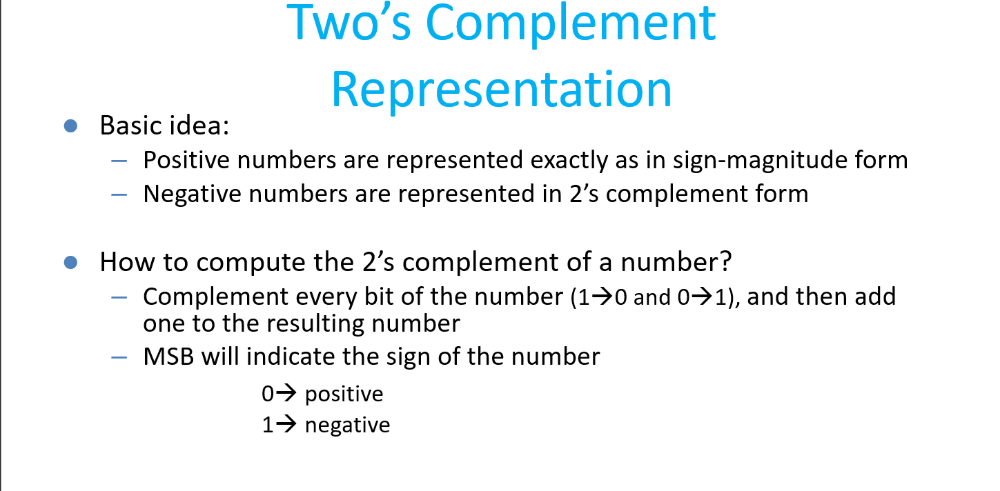 Two’s Complement
Representation
● Basic idea:
– Positive numbers are represented exactly as in sign-magnitude form
– Negative numbers are represented in 2’s complement form
● How to compute the 2’s complement of a number?
– Complement every bit of the number (1→0 and 0→1), and then add
one to the resulting number
– MSB will indicate the sign of the number
0→ positive
1→ negative